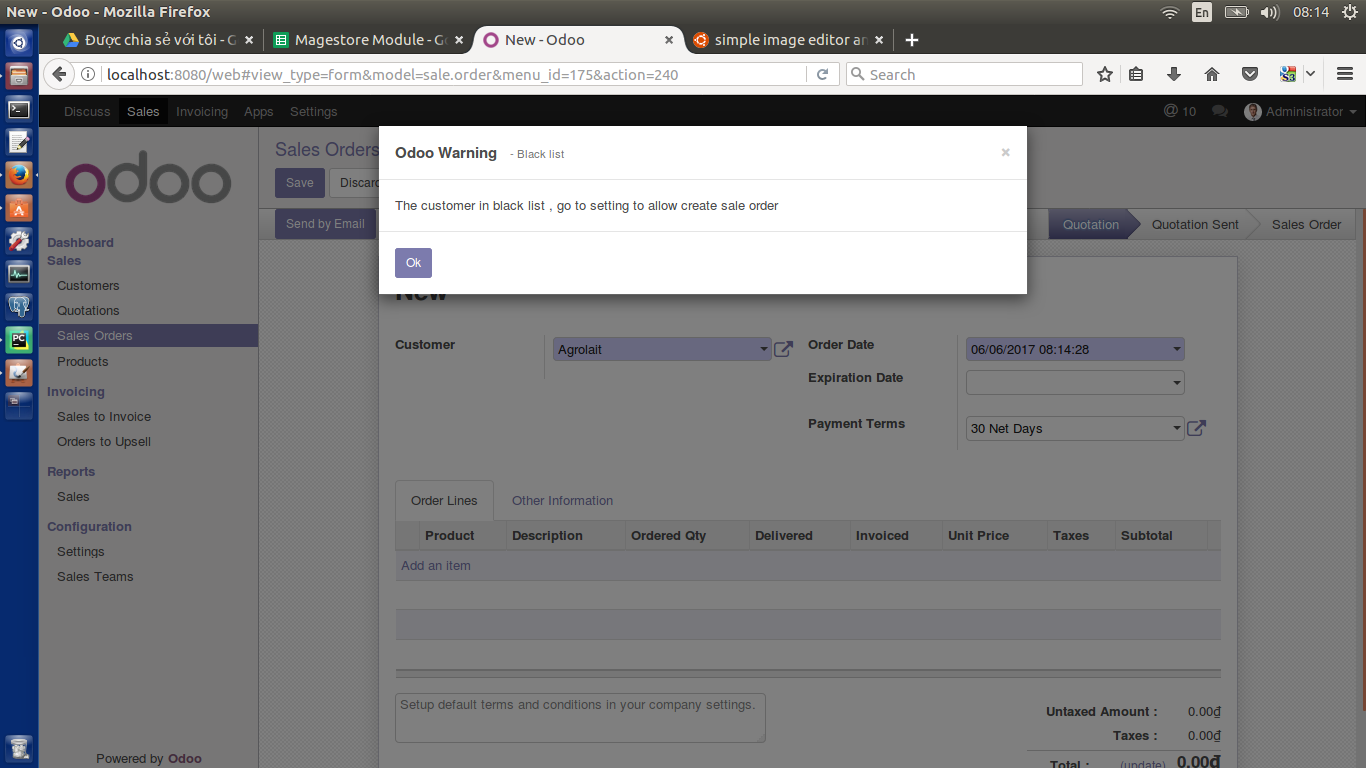 New - Odoo - Mozilla Firefox
En
08:14
Được chia sẻ với tôi - G
Magestore Module - Go
New - Odoo
simple image editor an
localhost:8080/web#view_type=form&model=sale.order&menu_id=175&action=240
Search
Discuss Sales Invoicing Apps Settings
@ 10
Administrator
odoo
Sales Orders
Save
Discard
Send by Email
Quotation
Quotation Sent
Sales Order
Odoo Warning - Black list
×
The customer in black list , go to setting to allow create sale order
Ok
Dashboard
Sales
Customers
Quotations
Sales Orders
Products
Invoicing
Sales to Invoice
Orders to Upsell
Reports
Sales
Configuration
Settings
Sales Teams
Powered by Odoo
New
Customer
Agrolait
Order Date
06/06/2017 08:14:28
Expiration Date
Payment Terms
30 Net Days
Order Lines
Other Information
Product Description Ordered Qty Delivered Invoiced Unit Price Taxes Subtotal
Add an item
Setup default terms and conditions in your company settings.
Untaxed Amount : 0.00₫
Taxes : 0.00₫
Total : (update) 0.00₫
PC